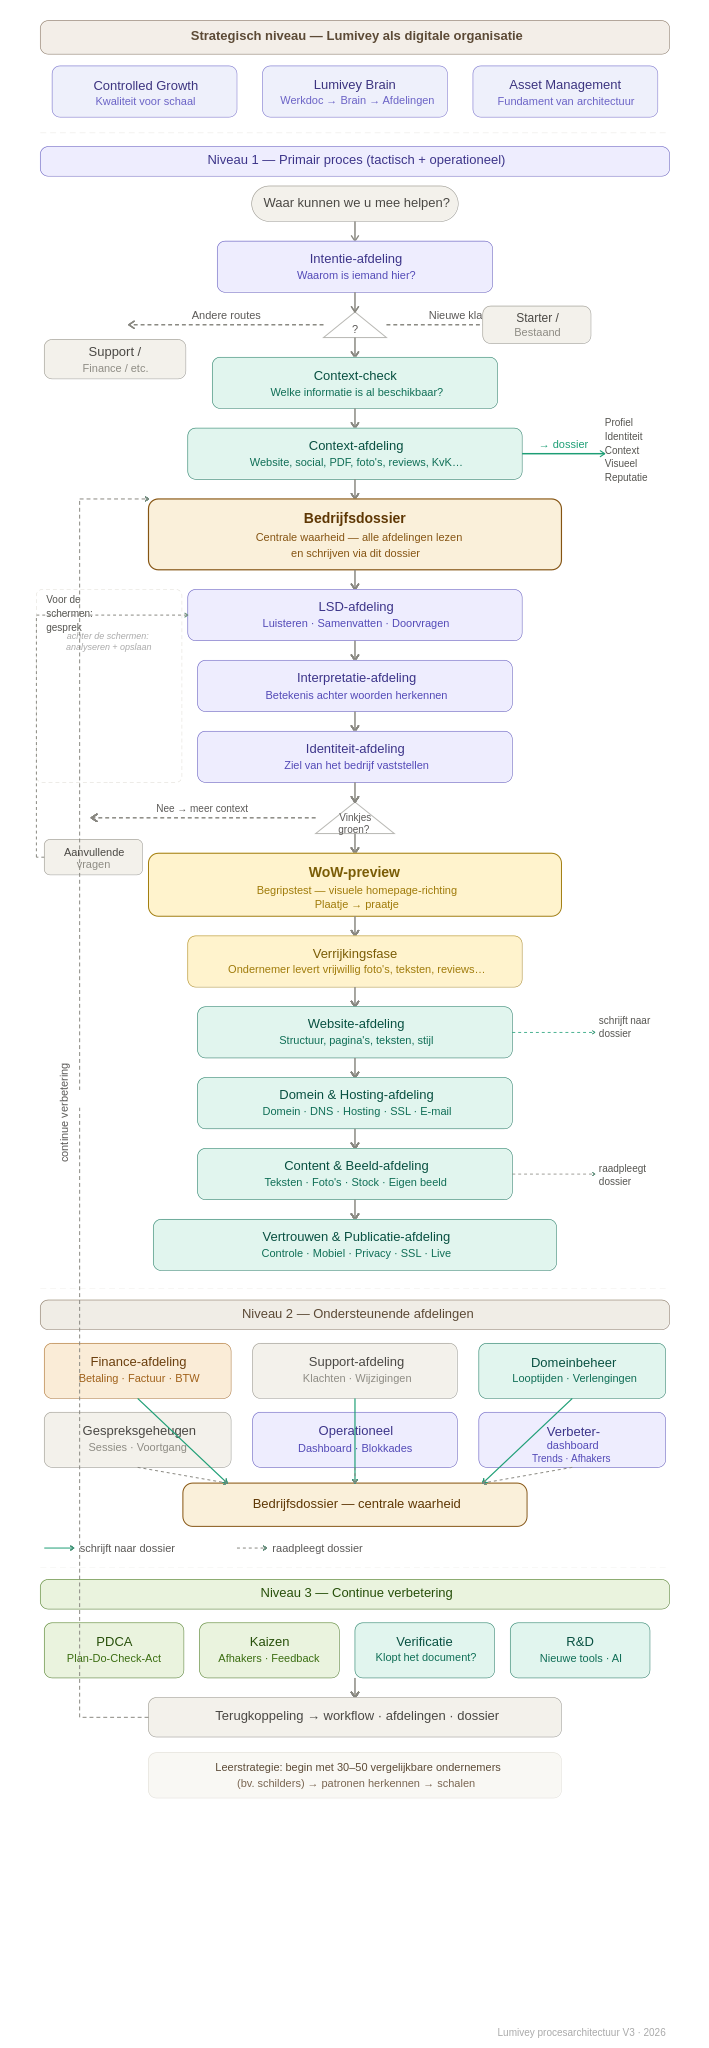 Strategisch niveau — Lumivey als digitale organisatie
Controlled Growth
Kwaliteit voor schaal
Lumivey Brain
Werkdoc → Brain → Afdelingen
Asset Management
Fundament van architectuur
Niveau 1 — Primair proces (tactisch + operationeel)
Waar kunnen we u mee helpen?
Intentie-afdeling
Waarom is iemand hier?
Andere routes
?
Nieuwe kla
Starter /
Bestaand
Support /
Finance / etc.
Context-check
Welke informatie is al beschikbaar?
Context-afdeling
Website, social, PDF, foto's, reviews, KvK…
→ dossier
Profiel
Identiteit
Context
Visueel
Reputatie
Bedrijfsdossier
Centrale waarheid — alle afdelingen lezen
en schrijven via dit dossier
Voor de
schermen:
gesprek
achter de schermen:
analyseren + opslaan
LSD-afdeling
Luisteren · Samenvatten · Doorvragen
Interpretatie-afdeling
Betekenis achter woorden herkennen
Identiteit-afdeling
Ziel van het bedrijf vaststellen
Nee → meer context
Vinkjes
groen?
Aanvullende
vragen
WoW-preview
Begripstest — visuele homepage-richting
Plaatje → praatje
Verrijkingsfase
Ondernemer levert vrijwillig foto's, teksten, reviews…
Website-afdeling
Structuur, pagina's, teksten, stijl
schrijft naar
dossier
Domein & Hosting-afdeling
Domein · DNS · Hosting · SSL · E-mail
continue verbetering
Content & Beeld-afdeling
Teksten · Foto's · Stock · Eigen beeld
raadpleegt
dossier
Vertrouwen & Publicatie-afdeling
Controle · Mobiel · Privacy · SSL · Live
Niveau 2 — Ondersteunende afdelingen
Finance-afdeling
Betaling · Factuur · BTW
Support-afdeling
Klachten · Wijzigingen
Domeinbeheer
Looptijden · Verlengingen
Gespreksgeheugen
Sessies · Voortgang
Operationeel
Dashboard · Blokkades
Verbeter-
dashboard
Trends · Afhakers
Bedrijfsdossier — centrale waarheid
schrijft naar dossier
raadpleegt dossier
Niveau 3 — Continue verbetering
PDCA
Plan-Do-Check-Act
Kaizen
Afhakers · Feedback
Verificatie
Klopt het document?
R&D
Nieuwe tools · AI
Terugkoppeling → workflow · afdelingen · dossier
Leerstrategie: begin met 30–50 vergelijkbare ondernemers
(bv. schilders) → patronen herkennen → schalen
Lumivey procesarchitectuur V3 · 2026